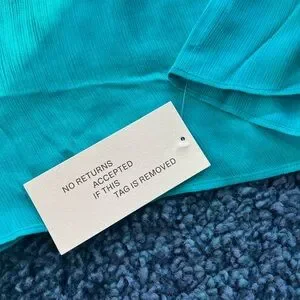 NO RETURNS
ACCEPTED
IF THIS
TAG IS REMOVED